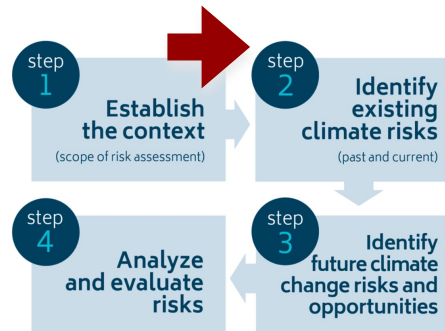 step
1
Establish
the context
(scope of risk assessment)
step
2
Identify
existing
climate risks
(past and current)
step
4
Analyze
and evaluate
risks
step
3
Identify
future climate
change risks and
opportunities